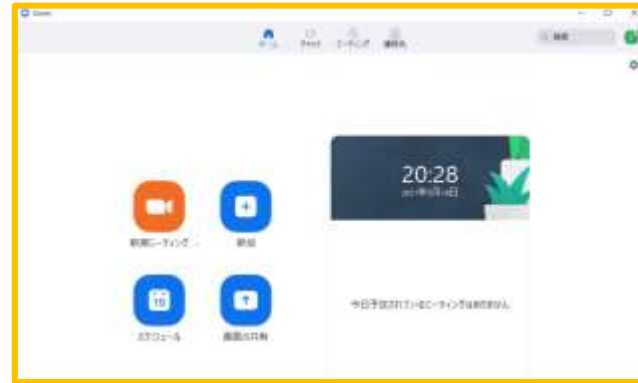 Zoom
ホーム
チャット
ミーティング
連絡先
検索
20:28
新規ミーティング
参加
スケジュール
19
画面の共有
今日予定されているミーティングはありません